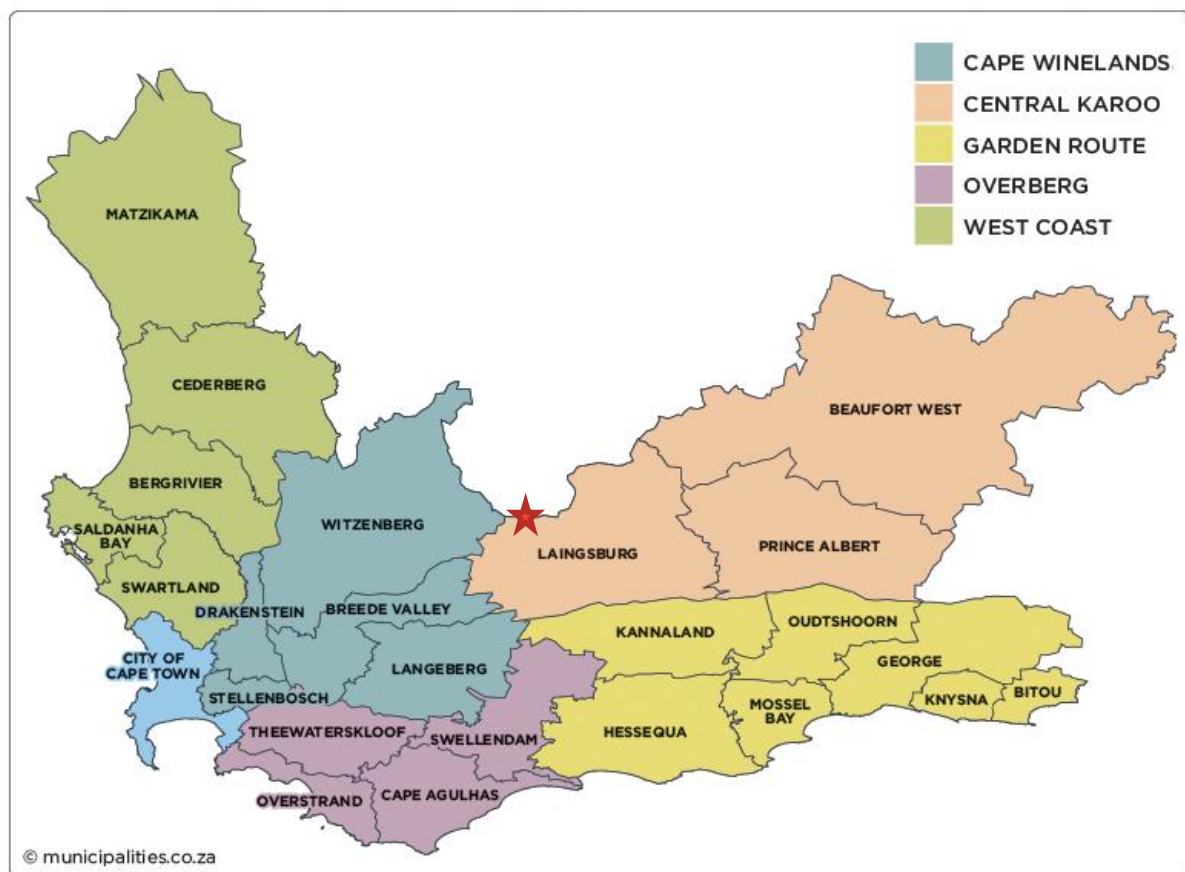 CAPE WINELANDS
CENTRAL KAROO
GARDEN ROUTE
OVERBERG
WEST COAST
MATZIKAMA
CEDERBERG
BEAUFORT WEST
BERGRIVIER
WITZENBERG
SALDANHA
BAY
LAINGSBURG
PRINCE ALBERT
SWARTLAND
DRAKENSTEIN
BREEDE VALLEY
KANNALAND
OUDTSHOORN
CITY OF
CAPE TOWN
LANGEBERG
GEORGE
STELLENBOSCH
KNYSNA
BITOU
MOSSEL
BAY
THEEWATERSKLOOF
SWELLENDAM
HESSEQUA
OVERSTRAND
CAPE AGULHAS
© municipalities.co.za